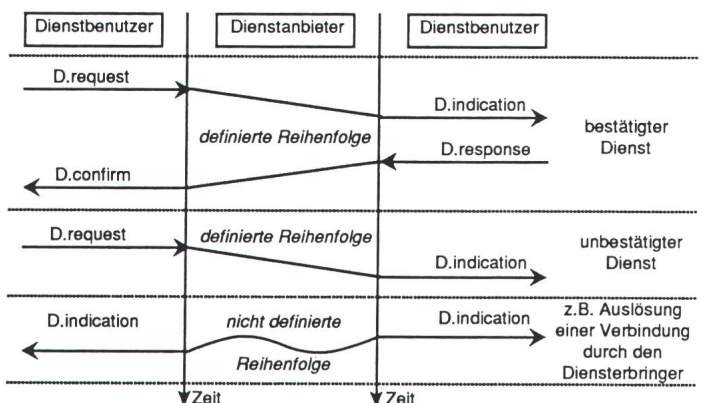 Dienstbenutzer
Dienstanbieter
Dienstbenutzer
D.request
D.indication
definierte Reihenfolge
bestätigter
Dienst
D.response
D.confirm
D.request
definierte Reihenfolge
D.indication
unbestätigter
Dienst
D.indication
nicht definierte
Reihenfolge
D.indication
z.B. Auslösung
einer Verbindung
durch den
Diensterbringer
Zeit
Zeit